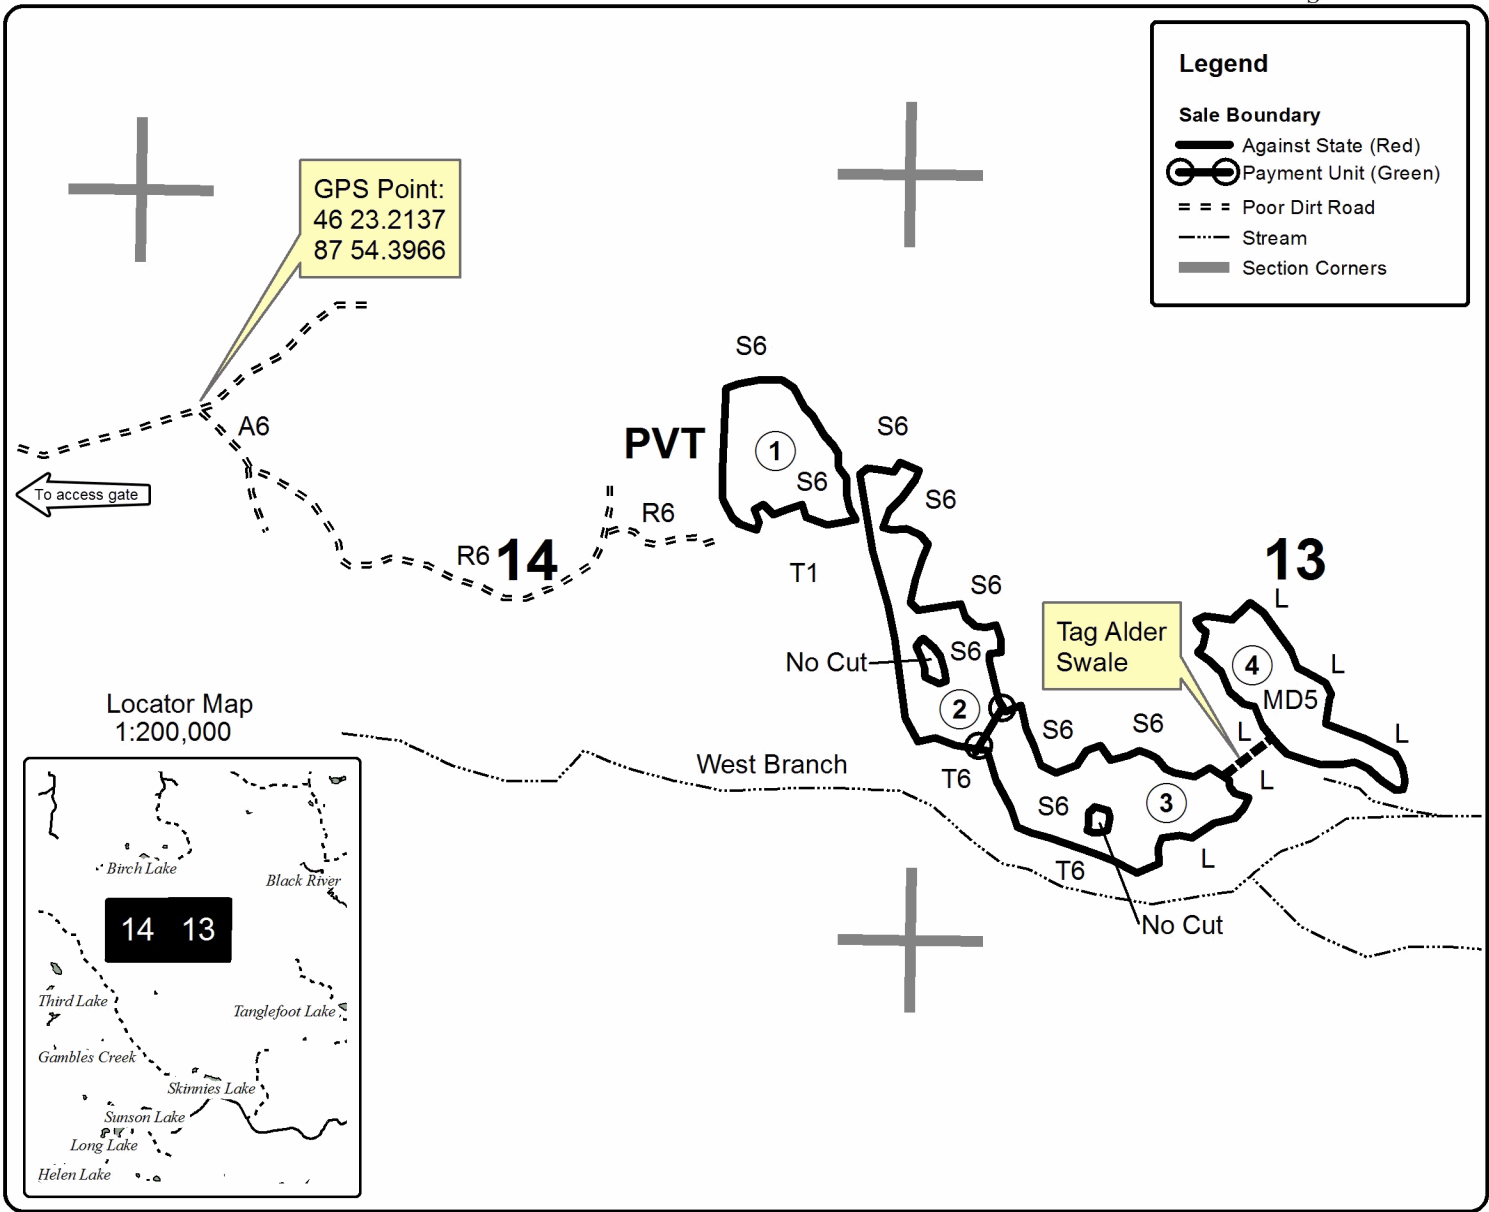 Legend
Sale Boundary
Against State (Red)
Payment Unit (Green)
Poor Dirt Road
Stream
Section Corners
GPS Point:
46 23.2137
87 54.3966
S6
A6
PVT
1
S6
S6
S6
To access gate
R6
R6
14
T1
13
S6
L
Tag Alder
Swale
No Cut
S6
4
L
MD5
2
S6
S6
L
L
West Branch
T6
L
S6
3
T6
L
No Cut
Locator Map
1:200,000
Birch Lake
Black River
14 13
Third Lake
Tanglefoot Lake
Gambles Creek
Skinnies Lake
Sunson Lake
Long Lake
Helen Lake